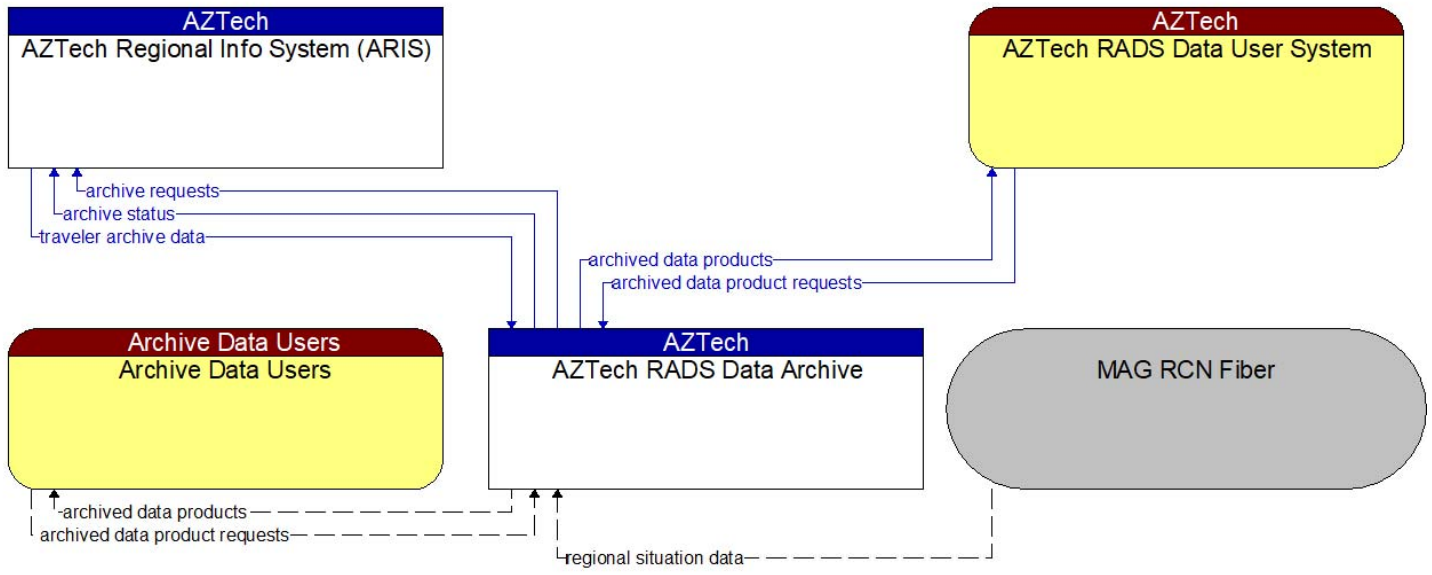 AZTech
AZTech Regional Info System (ARIS)
AZTech
AZTech RADS Data User System
archive requests
archive status
traveler archive data
archived data products
archived data product requests
Archive Data Users
Archive Data Users
AZTech
AZTech RADS Data Archive
MAG RCN Fiber
archived data products
archived data product requests
regional situation data